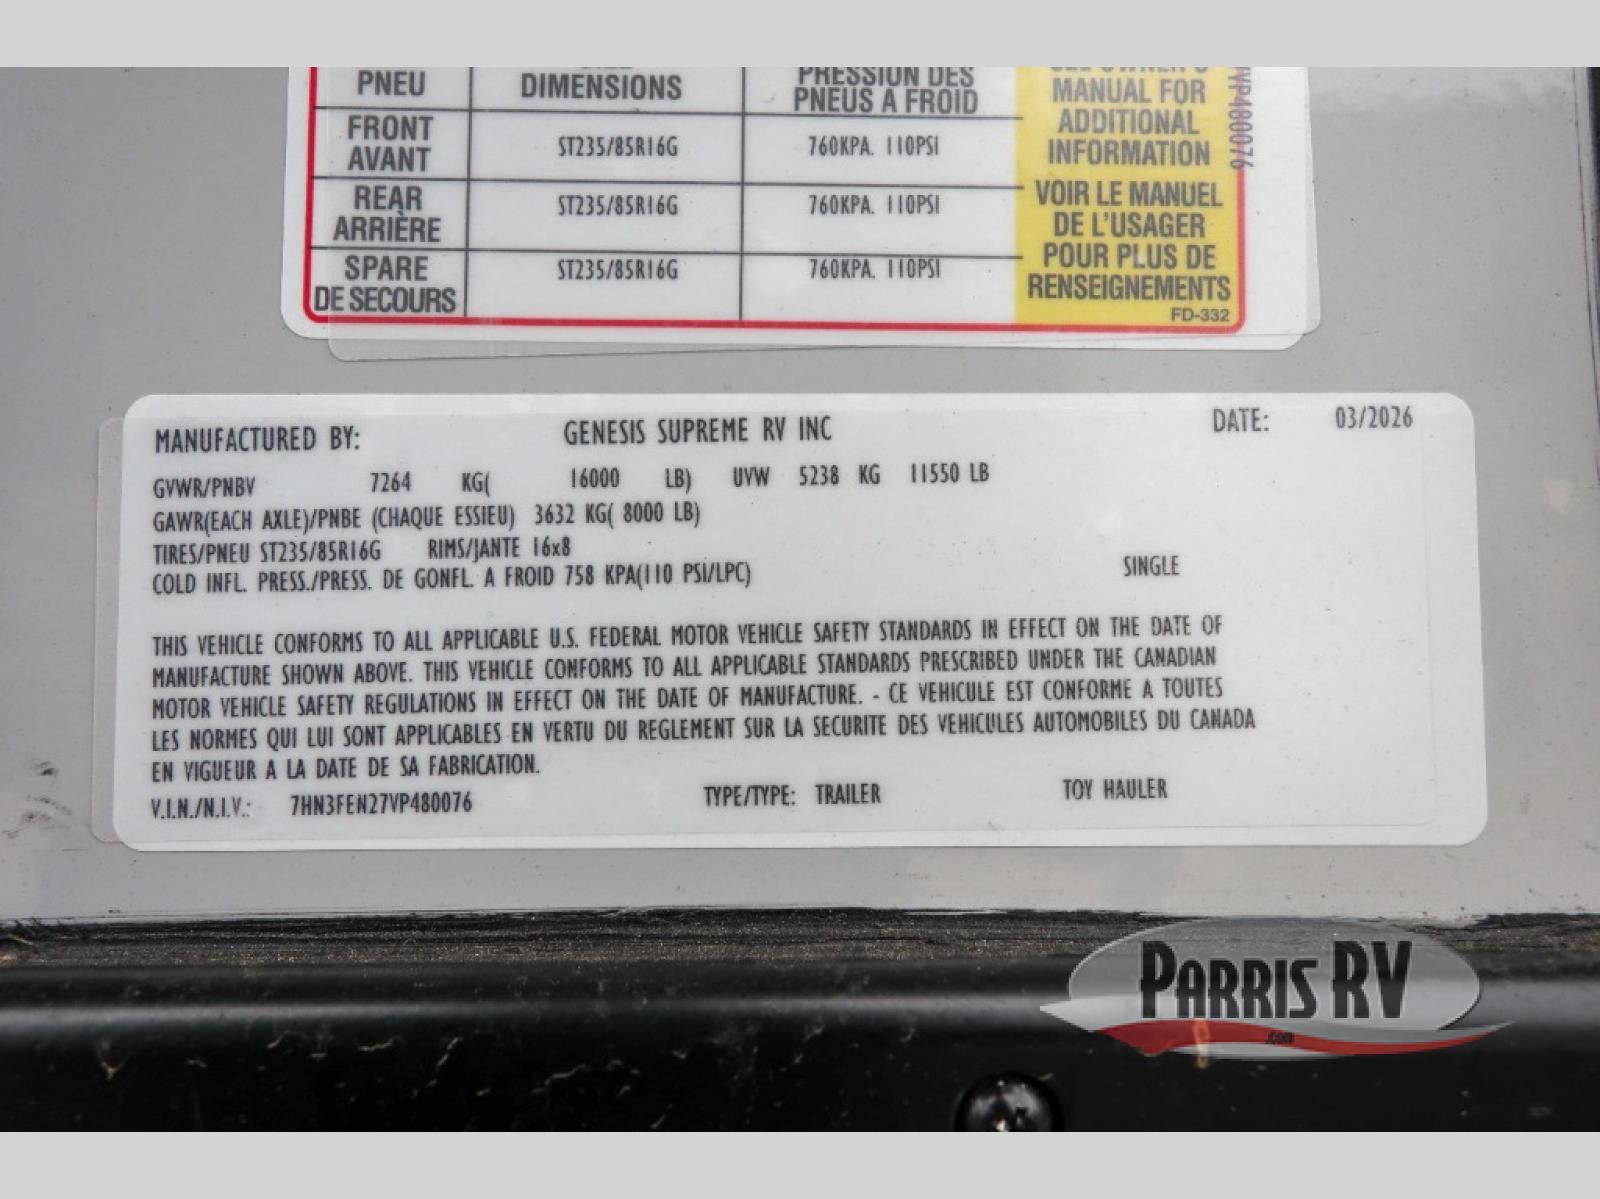 PNEU DIMENSIONS PRESSION DES PNEUS A FROID
FRONT AVANT ST235/85R16G 760KPA. 110PSI
REAR ARRIÈRE ST235/85R16G 760KPA. 110PSI
SPARE DE SECOURS ST235/85R16G 760KPA. 110PSI
SEE OWNER'S
MANUAL FOR
ADDITIONAL
INFORMATION
VOIR LE MANUEL
DE L'USAGER
POUR PLUS DE
RENSEIGNEMENTS
FD-332
VP480076
MANUFACTURED BY: GENESIS SUPREME RV INC DATE: 03/2026
GVWR/PNBV 7264 KG( 16000 LB) UVW 5238 KG 11550 LB
GAWR(EACH AXLE)/PNBE (CHAQUE ESSIEU) 3632 KG( 8000 LB)
TIRES/PNEU ST235/85R16G RIMS/JANTE 16x8
COLD INFL. PRESS./PRESS. DE GONFL. A FROID 758 KPA(110 PSI/LPC) SINGLE
THIS VEHICLE CONFORMS TO ALL APPLICABLE U.S. FEDERAL MOTOR VEHICLE SAFETY STANDARDS IN EFFECT ON THE DATE OF
MANUFACTURE SHOWN ABOVE. THIS VEHICLE CONFORMS TO ALL APPLICABLE STANDARDS PRESCRIBED UNDER THE CANADIAN
MOTOR VEHICLE SAFETY REGULATIONS IN EFFECT ON THE DATE OF MANUFACTURE. - CE VEHICULE EST CONFORME A TOUTES
LES NORMES QUI LUI SONT APPLICABLES EN VERTU DU REGLEMENT SUR LA SECURITE DES VEHICULES AUTOMOBILES DU CANADA
EN VIGUEUR A LA DATE DE SA FABRICATION.
V.I.N./N.I.V.: 7HN3FEN27VP480076 TYPE/TYPE: TRAILER TOY HAULER
PARRIS RV
.COM